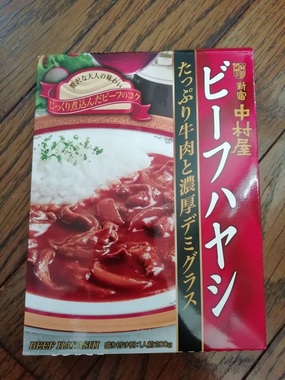 贅沢な大人の味わい
じっくり煮込んだビーフのコク
新宿
中村屋
ビーフハヤシ
たっぷり牛肉と濃厚デミグラス
BEEF HAYASHI